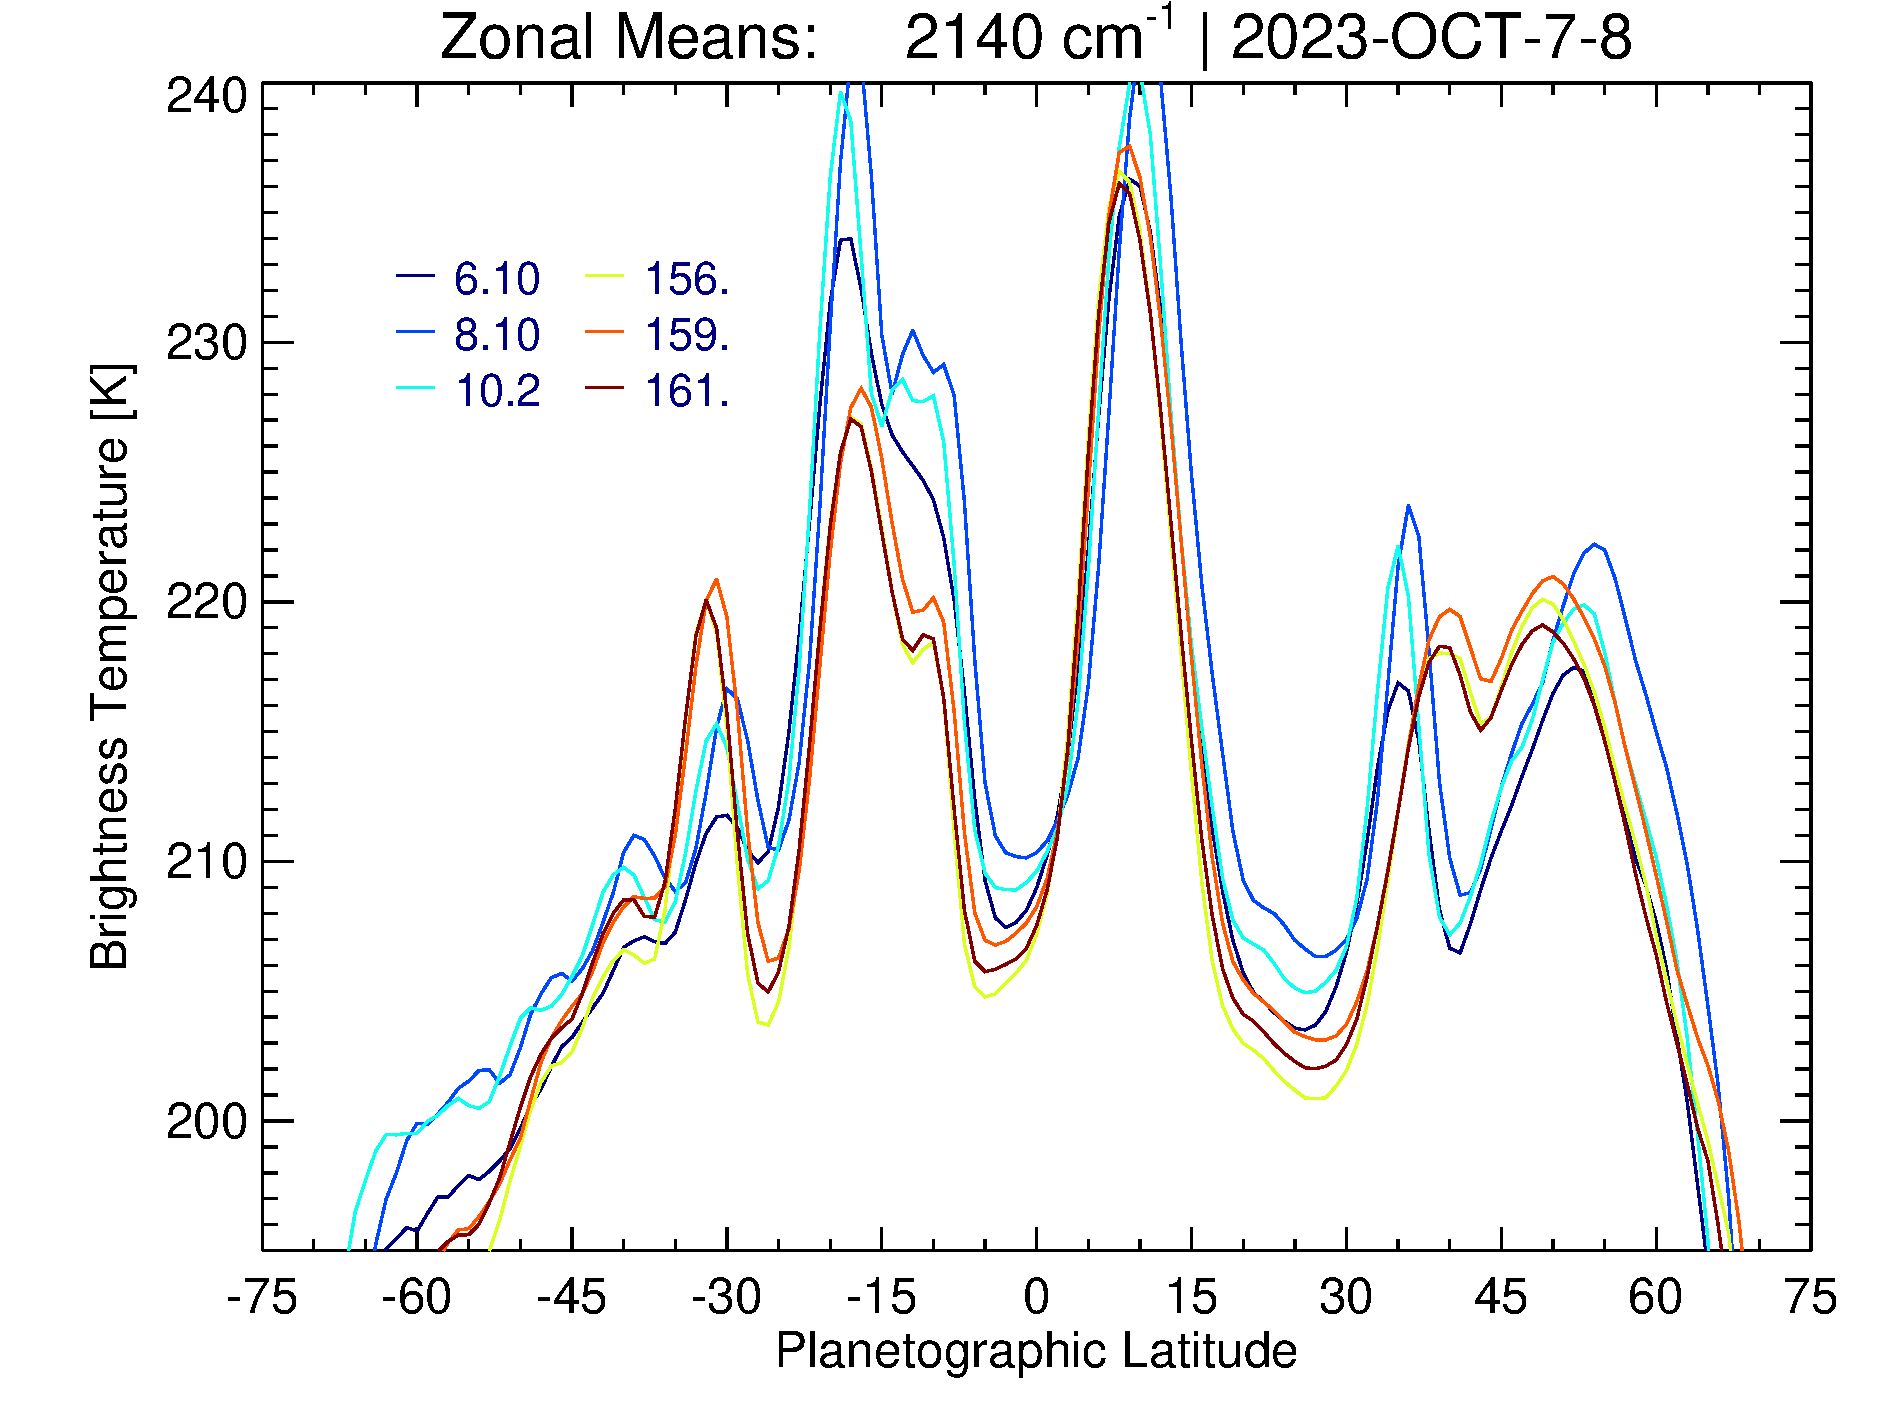 Zonal Means: 2140 cm-1 | 2023-OCT-7-8
240
230
220
210
200
Brightness Temperature [K]
6.10 156.
8.10 159.
10.2 161.
-75 -60 -45 -30 -15 0 15 30 45 60 75
Planetographic Latitude